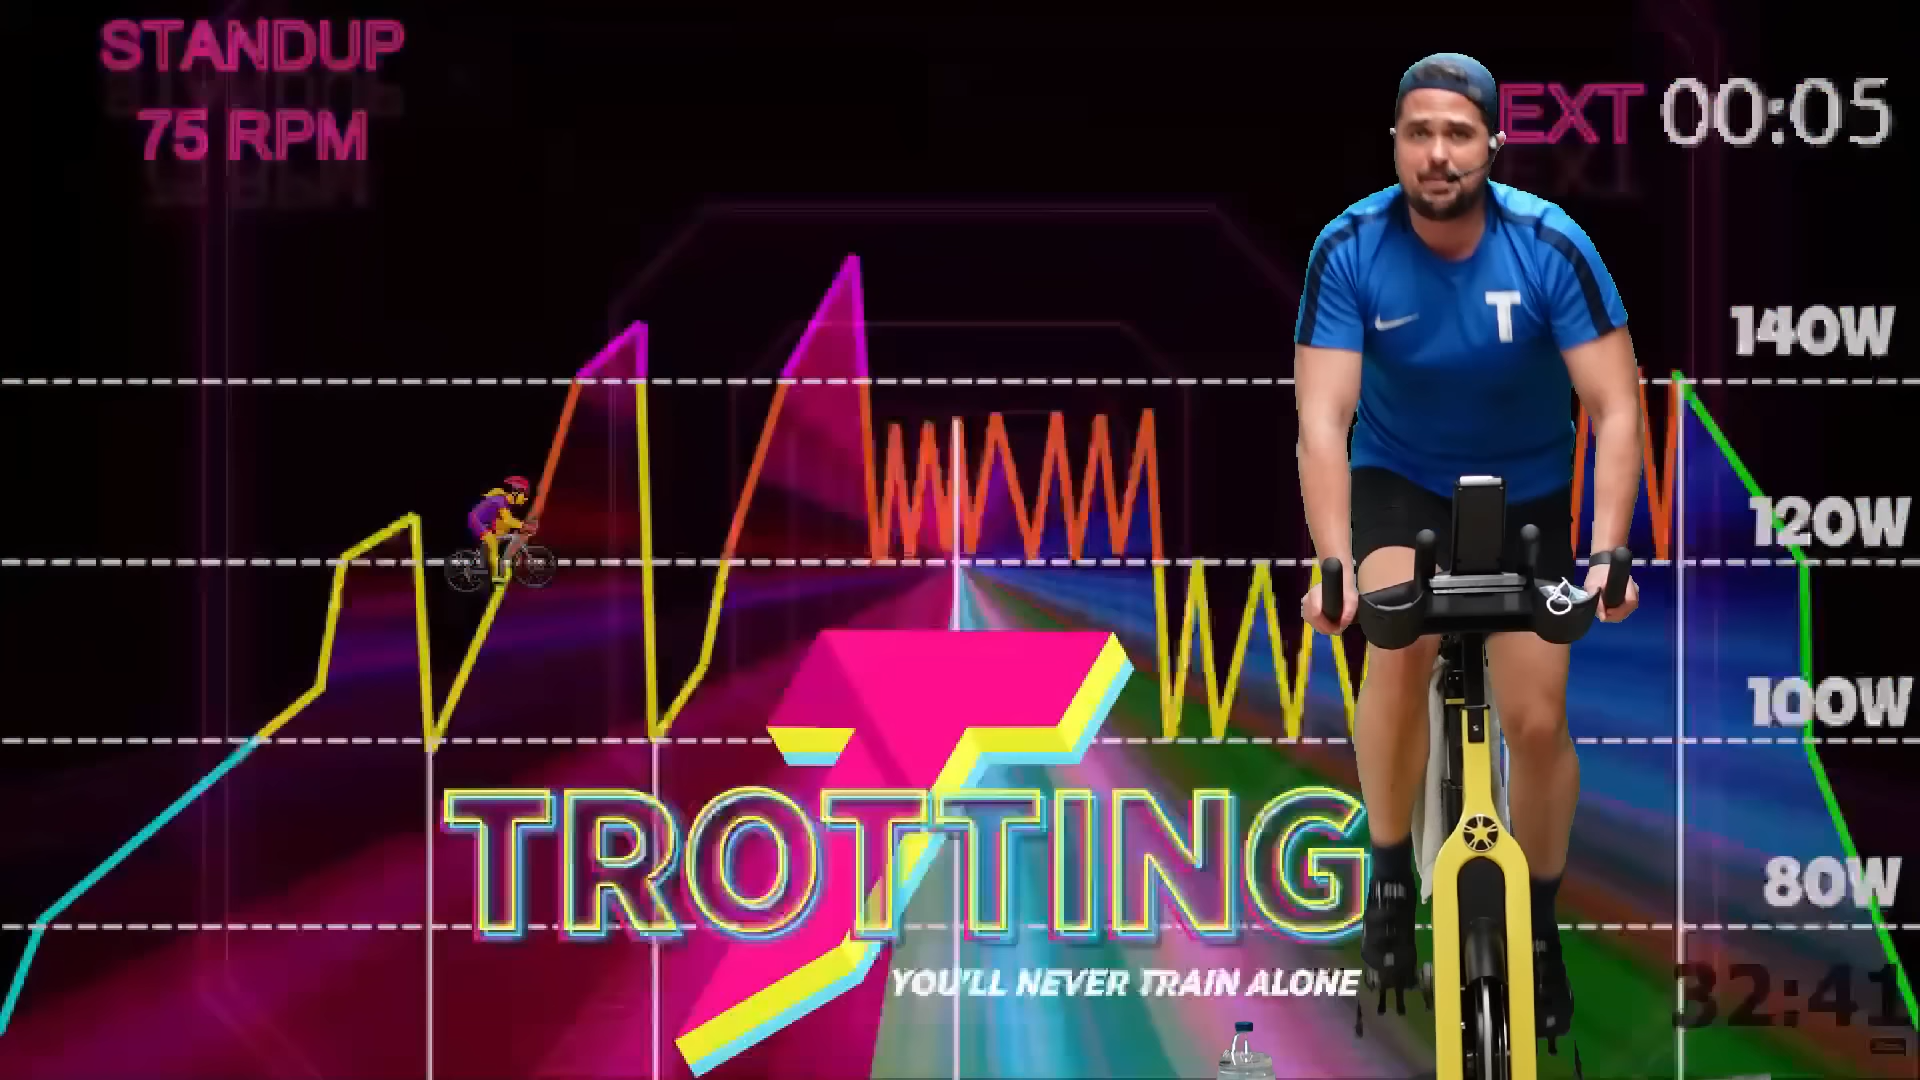 STANDUP
75 RPM
EXT 00:05
T
140W
120W
100W
80W
TROTTING
YOU'LL NEVER TRAIN ALONE
32:41